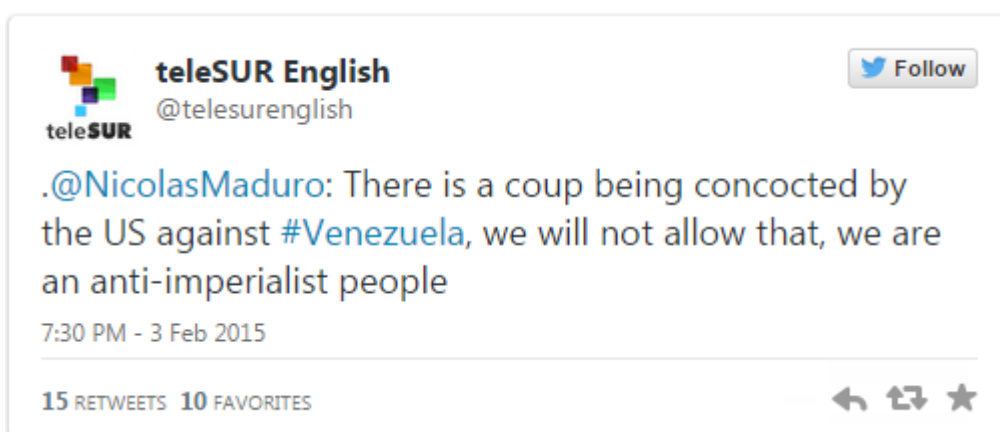 teleSUR English
Follow
@telesurenglish
teleSUR
.@NicolasMaduro: There is a coup being concocted by
the US against #Venezuela, we will not allow that, we are
an anti-imperialist people
7:30 PM - 3 Feb 2015
15 RETWEETS 10 FAVORITES